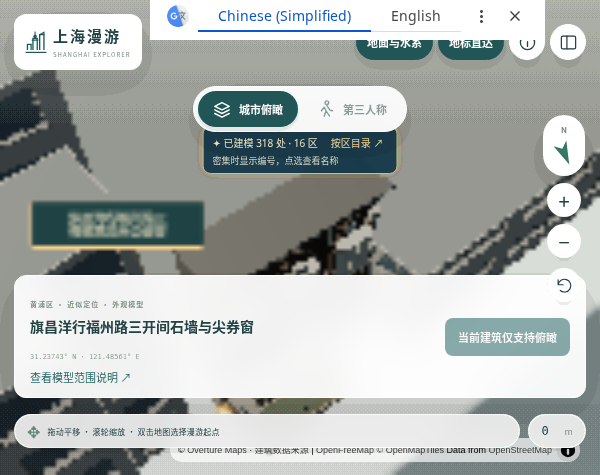 Chinese (Simplified)
English
上海漫游
SHANGHAI EXPLORER
地面与水系
地标直达
城市俯瞰
第三人称
✦ 已建模 318 处 · 16 区 按区目录 ↗
密集时显示编号，点选查看名称
N
+
−
黄浦区 · 近似定位 · 外观模型
旗昌洋行福州路三开间石墙与尖券窗
31.23743° N · 121.48561° E
查看模型范围说明 ↗
当前建筑仅支持俯瞰
拖动平移 · 滚轮缩放 · 双击地图选择漫游起点
0 m
© Overture Maps · 建筑数据来源 | OpenFreeMap © OpenMapTiles Data from OpenStreetMap